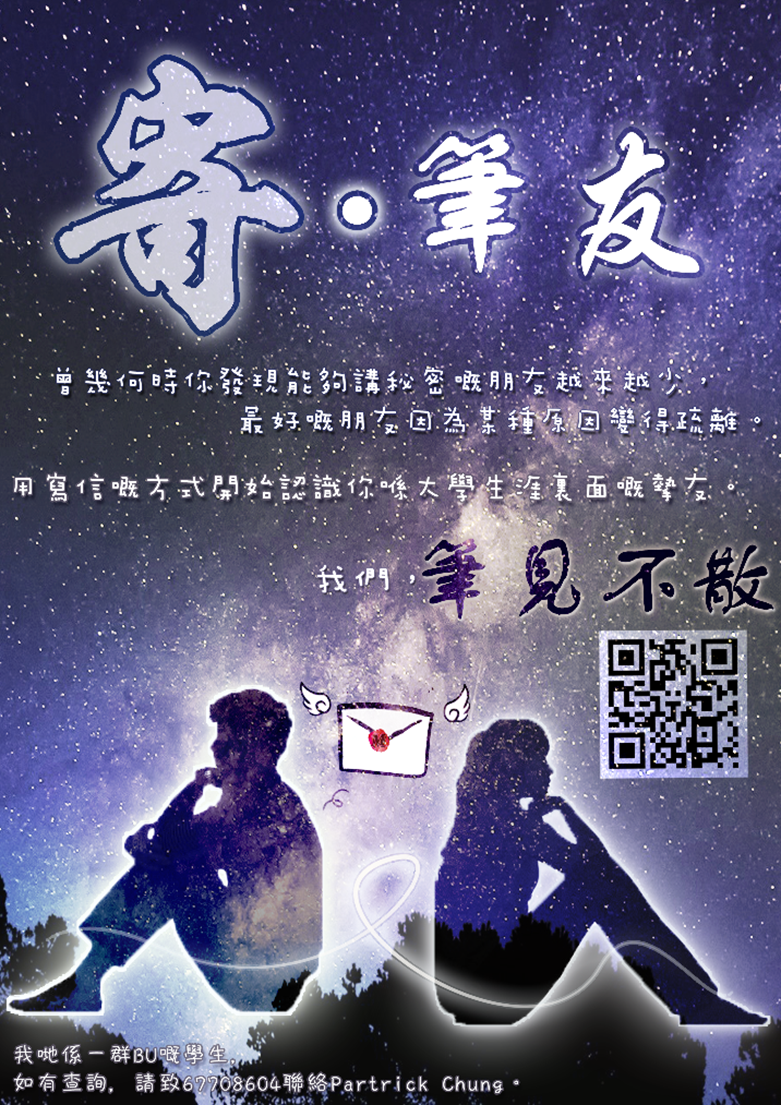 寄・筆友
曾幾何時你發現能夠講秘密嘅朋友越來越少，
最好嘅朋友因為某種原因變得疏離。
用寫信嘅方式開始認識你喺大學生涯裏面嘅摯友。
我們，筆見不散
我哋係一群BU嘅學生,
如有查詢, 請致67708604聯絡Partrick Chung。